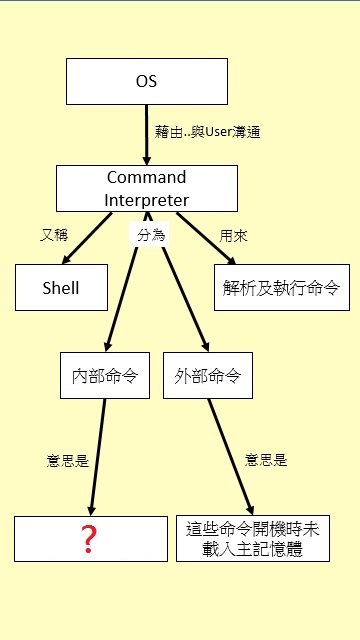 OS
藉由..與User溝通
Command
Interpreter
又稱
分為
用來
Shell
解析及執行命令
內部命令
外部命令
意思是
意思是
？
這些命令開機時未
載入主記憶體